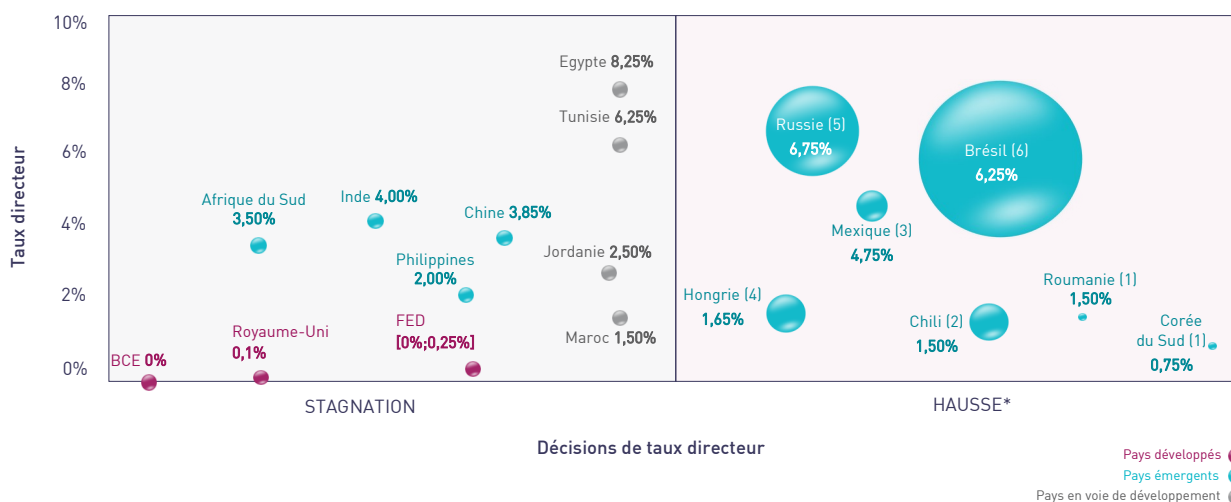 Taux directeur
10%
8%
6%
4%
2%
0%
Egypte 8,25%
Tunisie 6,25%
Afrique du Sud
3,50%
Inde 4,00%
Chine 3,85%
Jordanie 2,50%
Philippines
2,00%
FED
[0%;0,25%]
Maroc 1,50%
Royaume-Uni
0,1%
BCE 0%
Russie (5)
6,75%
Brésil (6)
6,25%
Mexique (3)
4,75%
Hongrie (4)
1,65%
Chili (2)
1,50%
Roumanie (1)
1,50%
Corée
du Sud (1)
0,75%
STAGNATION
HAUSSE*
Décisions de taux directeur
Pays développés
Pays émergents
Pays en voie de développement